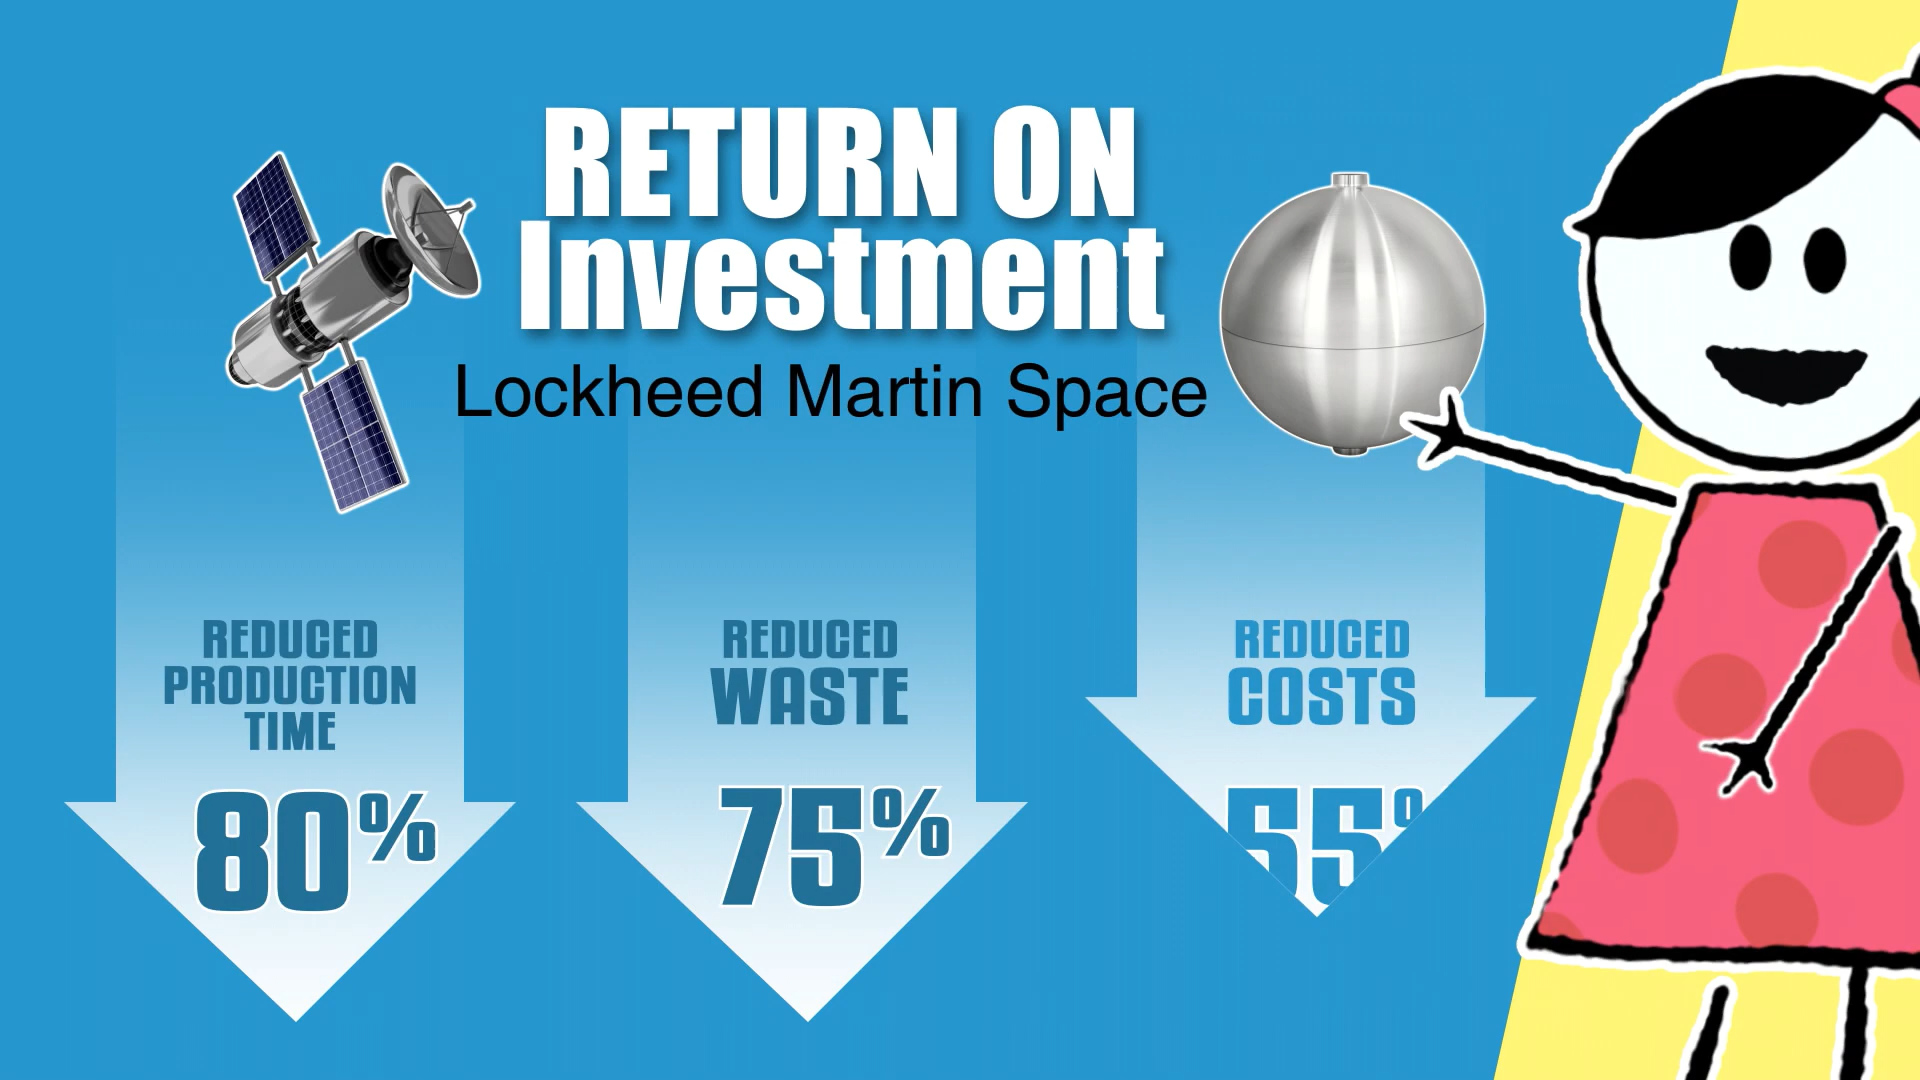 RETURN ON
Investment
Lockheed Martin Space
REDUCED
PRODUCTION
TIME
80%
REDUCED
WASTE
75%
REDUCED
COSTS